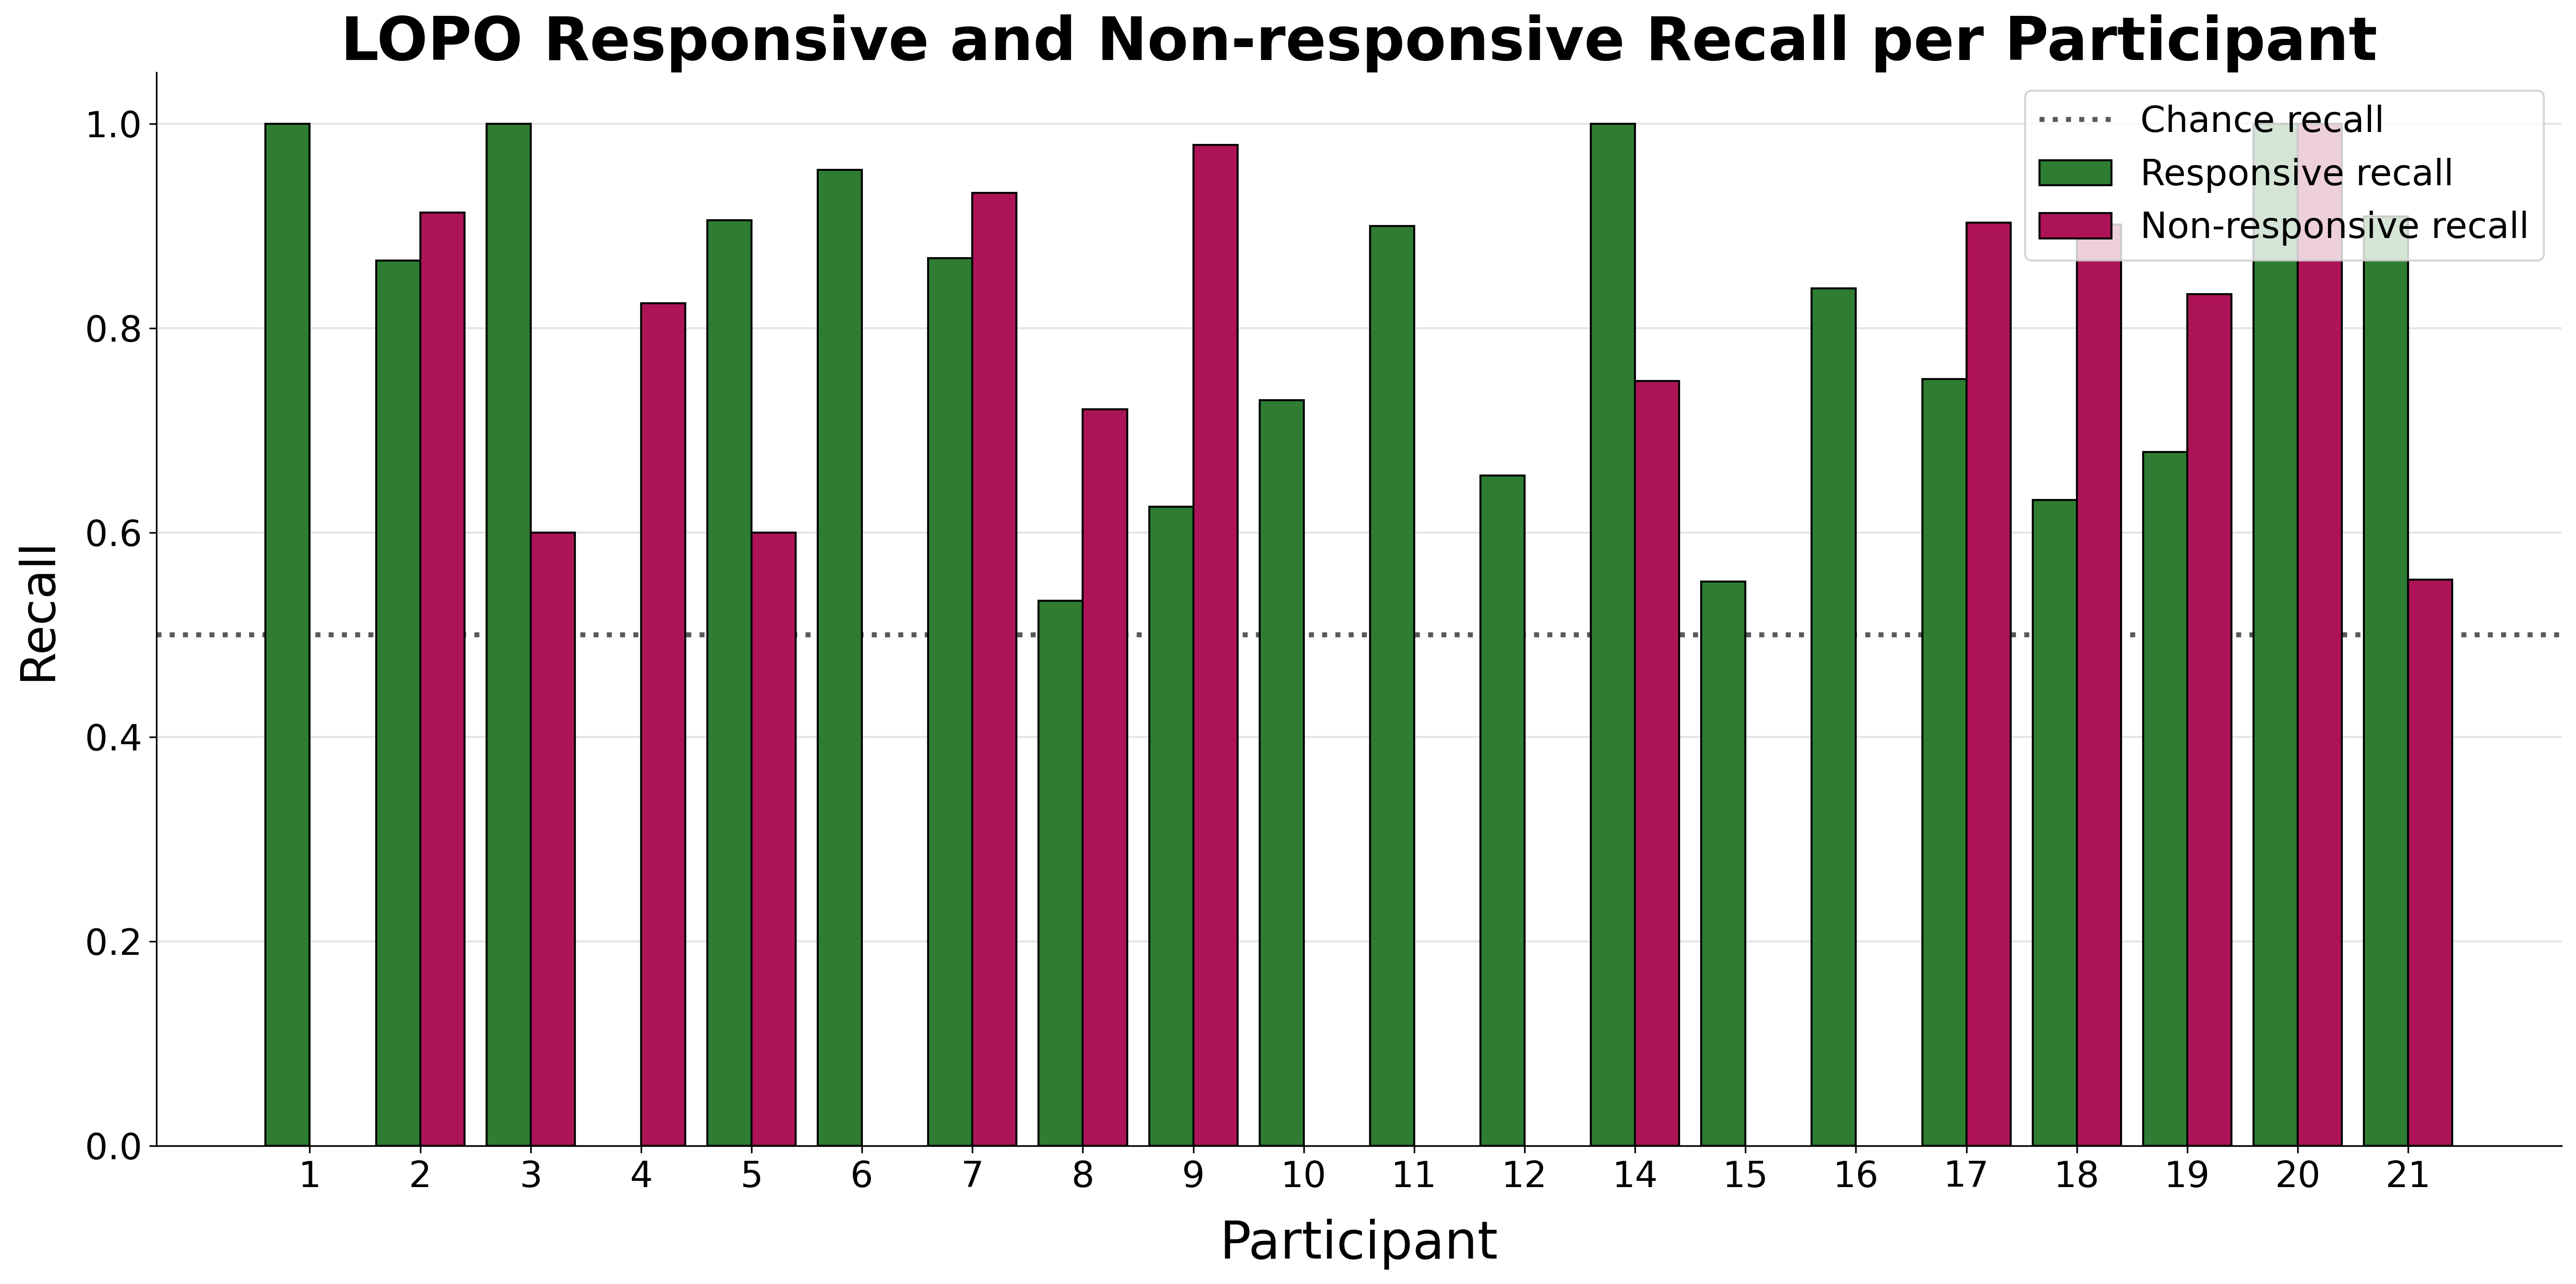 LOPO Responsive and Non-responsive Recall per Participant
Chance recall
Responsive recall
Non-responsive recall
Recall
1.0
0.8
0.6
0.4
0.2
0.0
1 2 3 4 5 6 7 8 9 10 11 12 14 15 16 17 18 19 20 21
Participant